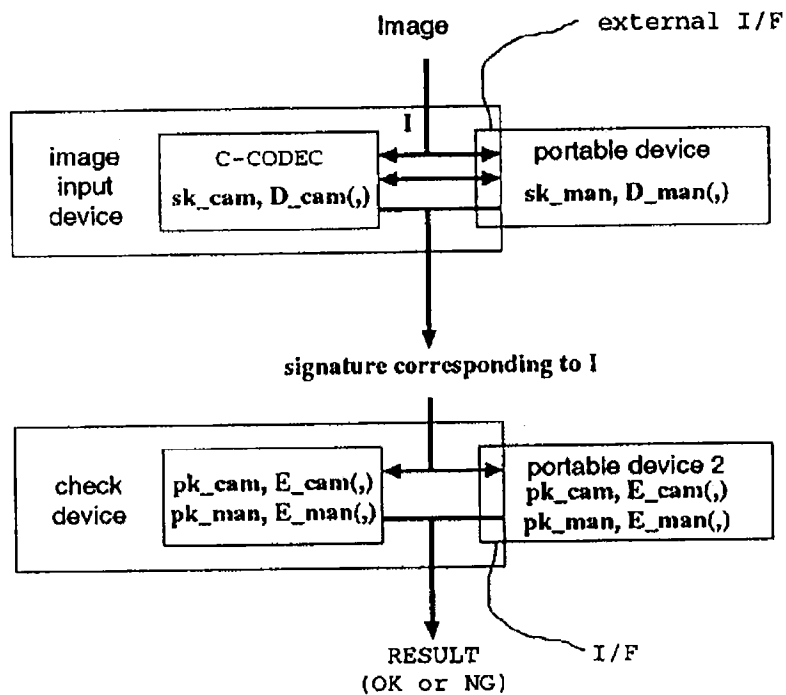 Image
external I/F
I
image
input
device
C-CODEC
sk_cam, D_cam(,)
portable device
sk_man, D_man(,)
signature corresponding to I
check
device
pk_cam, E_cam(,)
pk_man, E_man(,)
portable device 2
pk_cam, E_cam(,)
pk_man, E_man(,)
RESULT
(OK or NG)
I/F